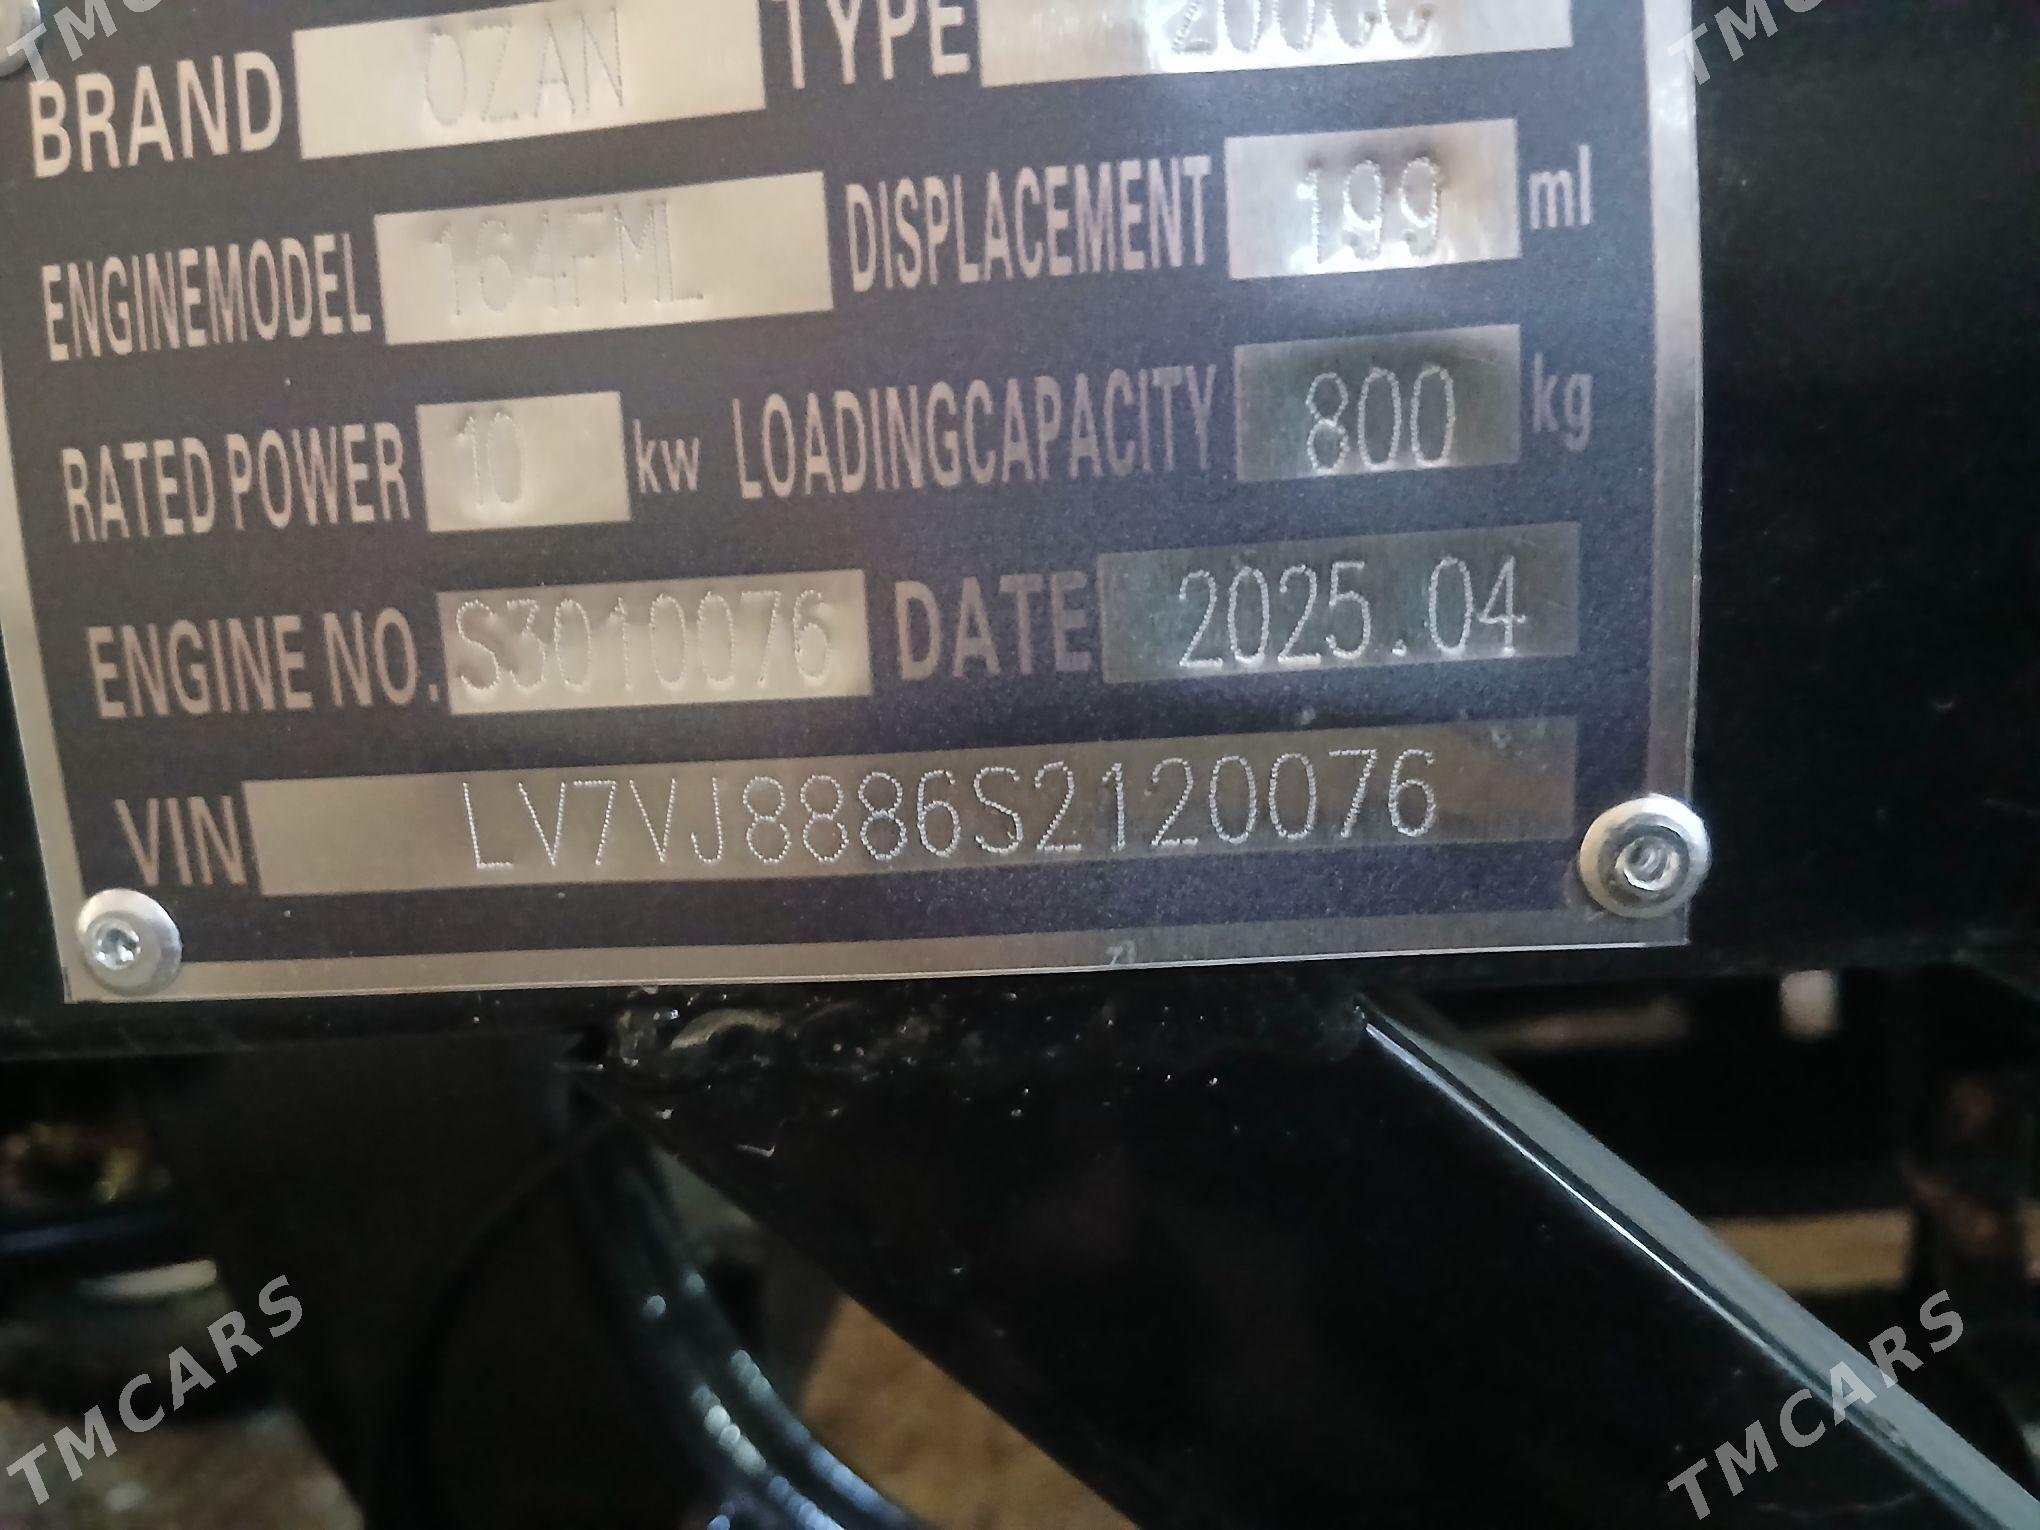 BRAND OZAN TYPE 200CC
ENGINEMODEL 164FML DISPLACEMENT 199 ml
RATED POWER 10 kw LOADINGCAPACITY 800 kg
ENGINE NO. S3010076 DATE 2025.04
VIN LV7VJ8886S2120076
TMCARS
TMCARS